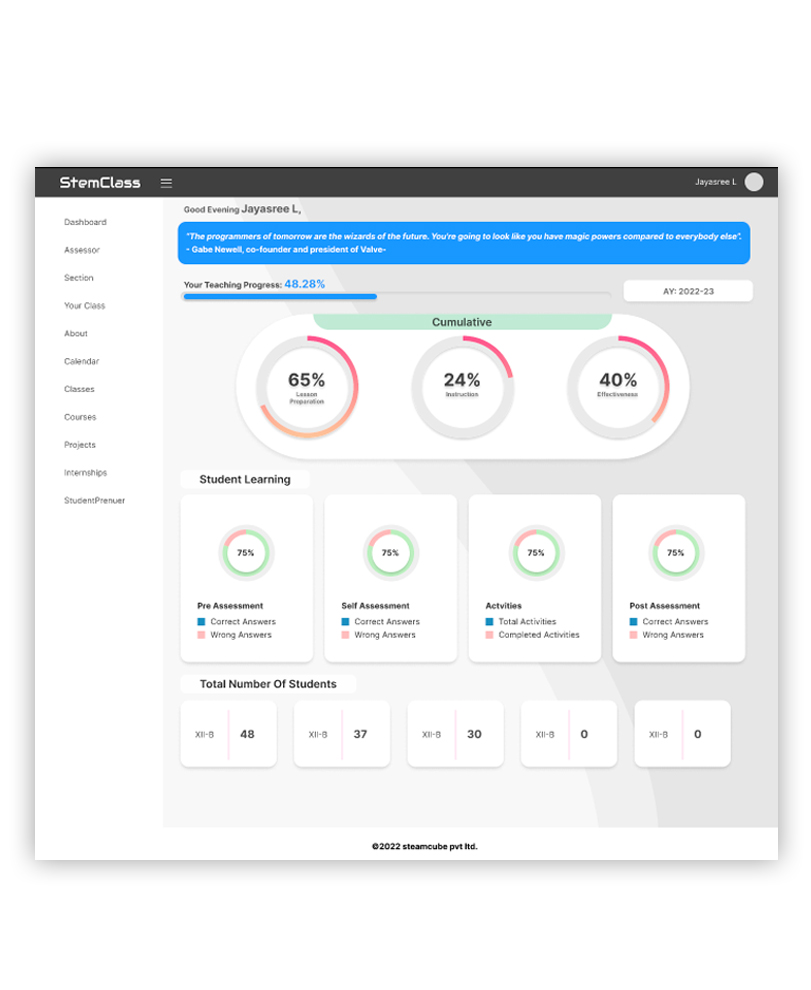 StemClass
Jayasree L
Dashboard
Assessor
Section
Your Class
About
Calendar
Classes
Courses
Projects
Internships
StudentPrenuer
Good Evening Jayasree L,
"The programmers of tomorrow are the wizards of the future. You're going to look like you have magic powers compared to everybody else".
- Gabe Newell, co-founder and president of Valve-
Your Teaching Progress: 48.28%
AY: 2022-23
Cumulative
65%
Lesson
Preparation
24%
Instruction
40%
Effectiveness
Student Learning
75%
Pre Assessment
Correct Answers
Wrong Answers
75%
Self Assessment
Correct Answers
Wrong Answers
75%
Actvities
Total Activities
Completed Activities
75%
Post Assessment
Correct Answers
Wrong Answers
Total Number Of Students
XII-B 48
XII-B 37
XII-B 30
XII-B 0
XII-B 0
©2022 steamcube pvt ltd.